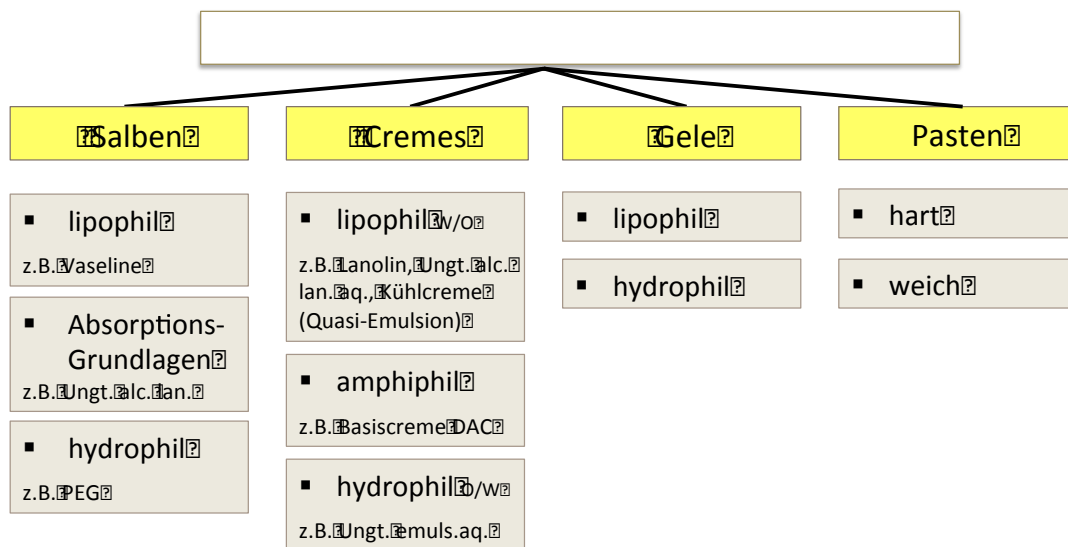 Salben
Cremes
Gele
Pasten
▪ lipophil
z.B. Vaseline
▪ Absorptions-
Grundlagen
z.B. Ungt. alc. lan.
▪ hydrophil
z.B. PEG
▪ lipophil W/O
z.B. Lanolin, Ungt. alc.
lan. aq., Kühlcreme
(Quasi-Emulsion)
▪ amphiphil
z.B. Basiscreme DAC
▪ hydrophil O/W
z.B. Ungt. emuls.aq.
▪ lipophil
▪ hydrophil
▪ hart
▪ weich